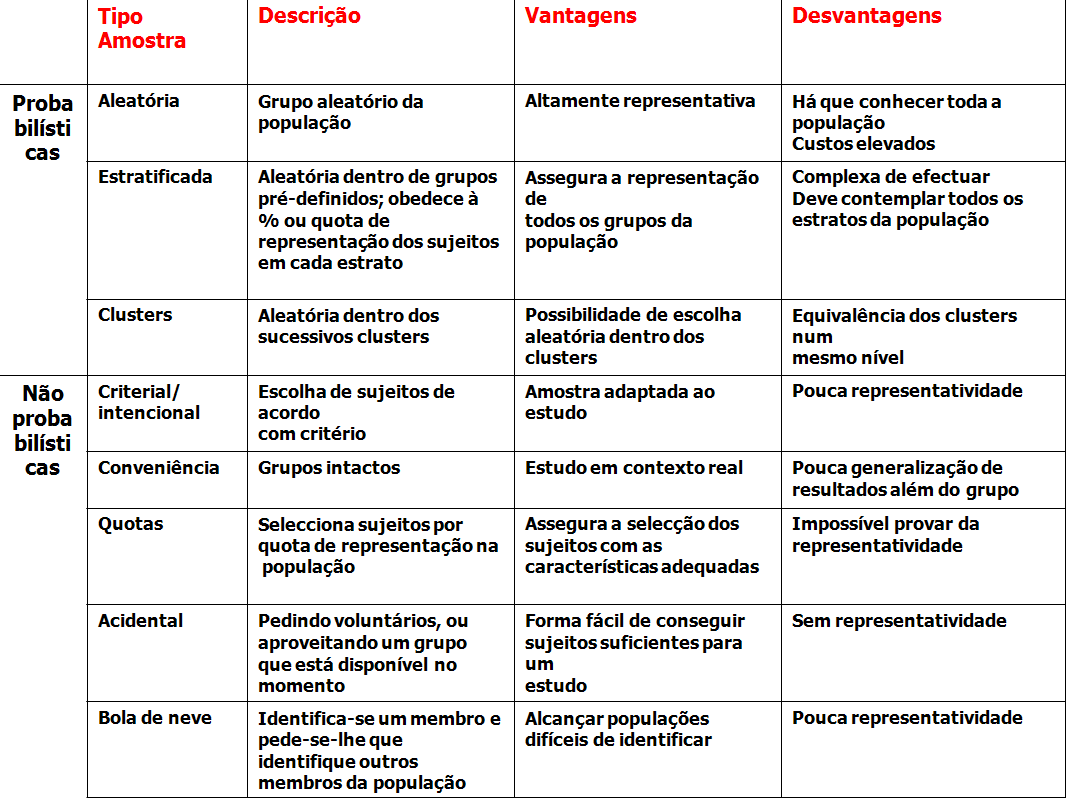 Tipo
Amostra
Descrição
Vantagens
Desvantagens
Proba
bilísti
cas
Aleatória
Grupo aleatório da
população
Altamente representativa
Há que conhecer toda a
população
Custos elevados
Estratificada
Aleatória dentro de grupos
pré-definidos; obedece à
% ou quota de
representação dos sujeitos
em cada estrato
Assegura a representação
de
todos os grupos da
população
Complexa de efectuar
Deve contemplar todos os
estratos da população
Clusters
Aleatória dentro dos
sucessivos clusters
Possibilidade de escolha
aleatória dentro dos
clusters
Equivalência dos clusters
num
mesmo nível
Não
proba
bilísti
cas
Criterial/
intencional
Escolha de sujeitos de
acordo
com critério
Amostra adaptada ao
estudo
Pouca representatividade
Conveniência
Grupos intactos
Estudo em contexto real
Pouca generalização de
resultados além do grupo
Quotas
Selecciona sujeitos por
quota de representação na
população
Assegura a selecção dos
sujeitos com as
características adequadas
Impossível provar da
representatividade
Acidental
Pedindo voluntários, ou
aproveitando um grupo
que está disponível no
momento
Forma fácil de conseguir
sujeitos suficientes para
um
estudo
Sem representatividade
Bola de neve
Identifica-se um membro e
pede-se-lhe que
identifique outros
membros da população
Alcançar populações
difíceis de identificar
Pouca representatividade